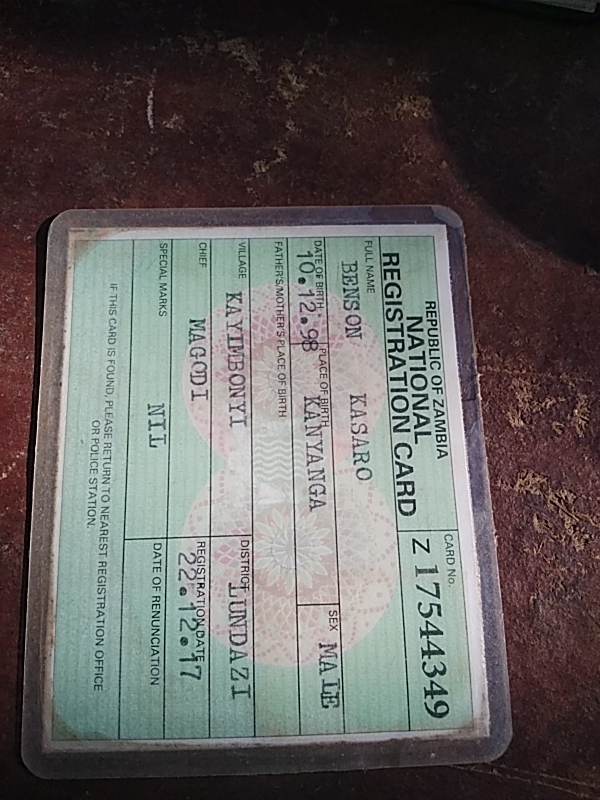 REPUBLIC OF ZAMBIA
NATIONAL
REGISTRATION CARD
CARD No.
Z 17544349
FULL NAME
BENSON KASARO
DATE OF BIRTH PLACE OF BIRTH SEX
10.12.98 KANYANGA MALE
FATHER'S/MOTHER'S PLACE OF BIRTH
VILLAGE KAYIMBONYI DISTRICT LUNDAZI
CHIEF MAGODI REGISTRATION DATE 22.12.17
SPECIAL MARKS NIL DATE OF RENUNCIATION
IF THIS CARD IS FOUND, PLEASE RETURN TO NEAREST REGISTRATION OFFICE
OR POLICE STATION.